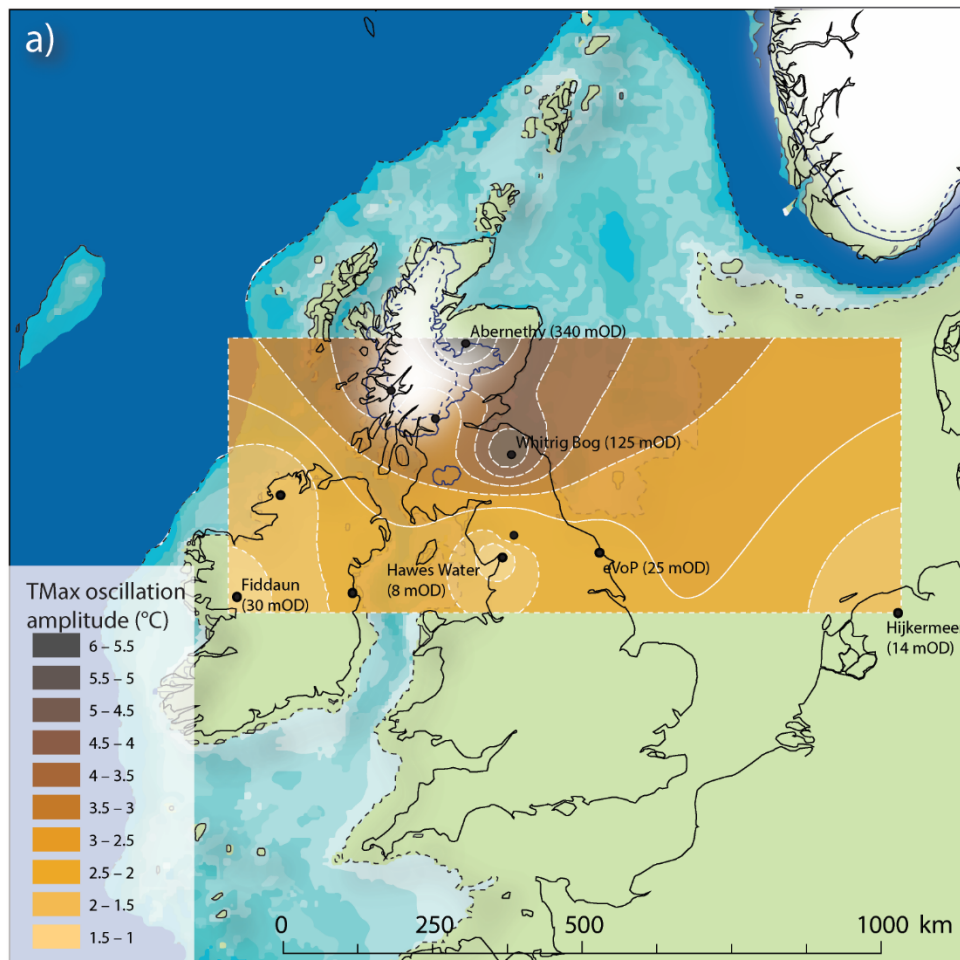 a)
Abernethy (340 mOD)
Whitrig Bog (125 mOD)
Hawes Water
(8 mOD)
eVoP (25 mOD)
Fiddaun
(30 mOD)
Hijkermeer
(14 mOD)
TMax oscillation
amplitude (°C)
6 – 5.5
5.5 – 5
5 – 4.5
4.5 – 4
4 – 3.5
3.5 – 3
3 – 2.5
2.5 – 2
2 – 1.5
1.5 – 1
0 250 500 1000 km